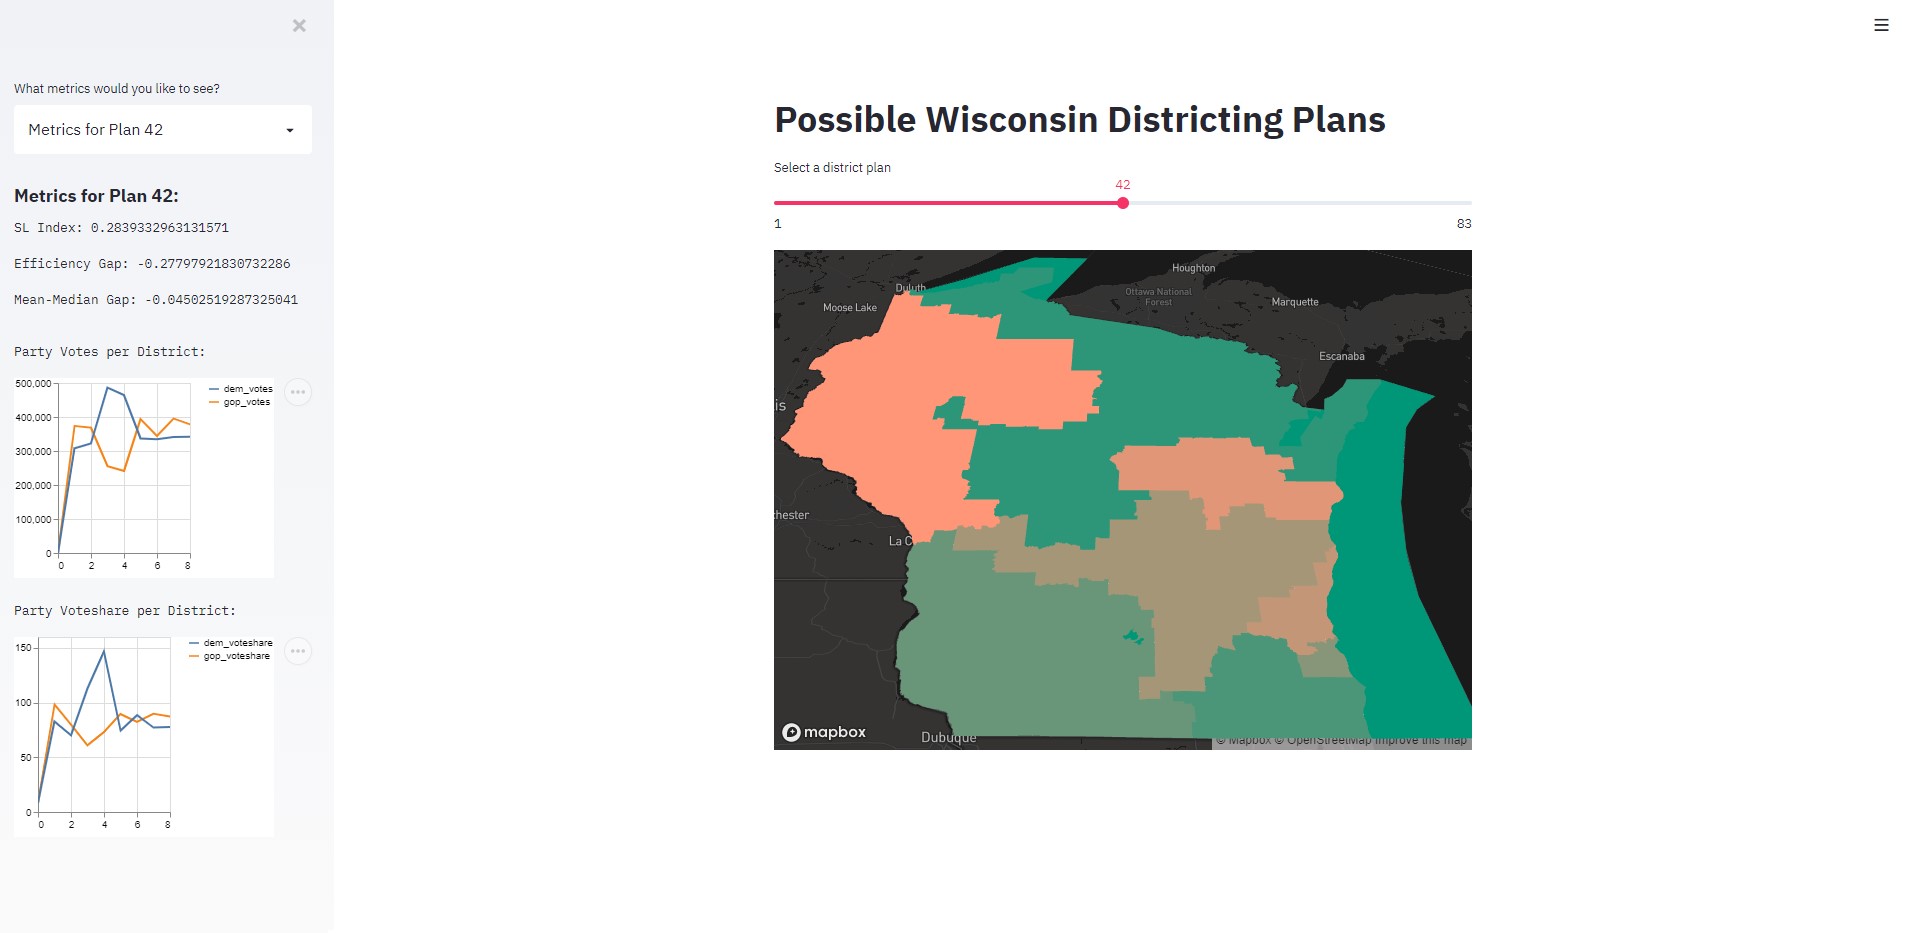 ×
What metrics would you like to see?
Metrics for Plan 42
Metrics for Plan 42:
SL Index: 0.2839332963131571
Efficiency Gap: -0.27797921830732286
Mean-Median Gap: -0.04502519287325041
Party Votes per District:
500,000
400,000
300,000
200,000
100,000
0
0 2 4 6 8
dem_votes
gop_votes
Party Voteshare per District:
150
100
50
0
0 2 4 6 8
dem_voteshare
gop_voteshare
Possible Wisconsin Districting Plans
Select a district plan
42
1 83
Houghton
Duluth
Ottawa National
Forest
Marquette
Moose Lake
Escanaba
is
chester
La C
mapbox
Dubuque
© Mapbox © OpenStreetMap Improve this map